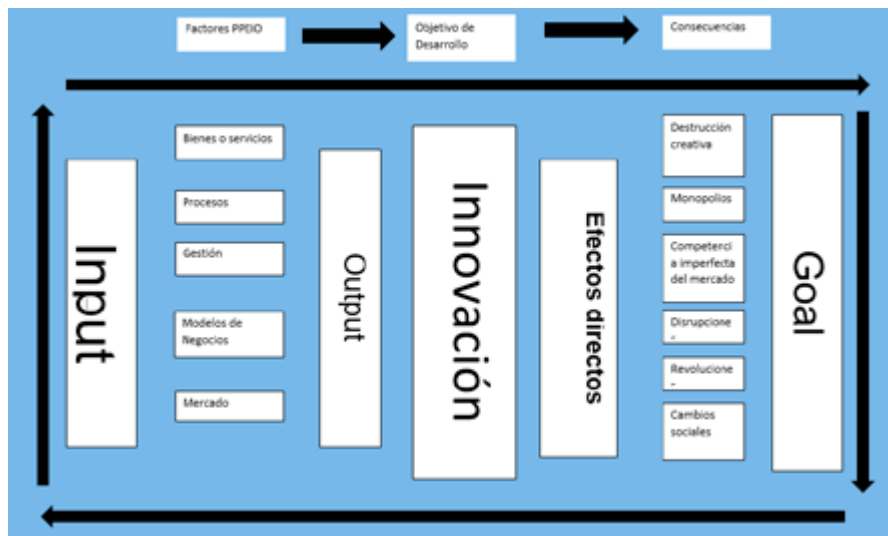 Factores PPEIO
Objetivo de
Desarrollo
Consecuencias
Input
Bienes o servicios
Procesos
Gestión
Modelos de
Negocios
Mercado
Output
Innovación
Efectos directos
Destrucción
creativa
Monopolios
Competenci
a imperfecta
del mercado
Disrupcione
Revolucione
Cambios
sociales
Goal